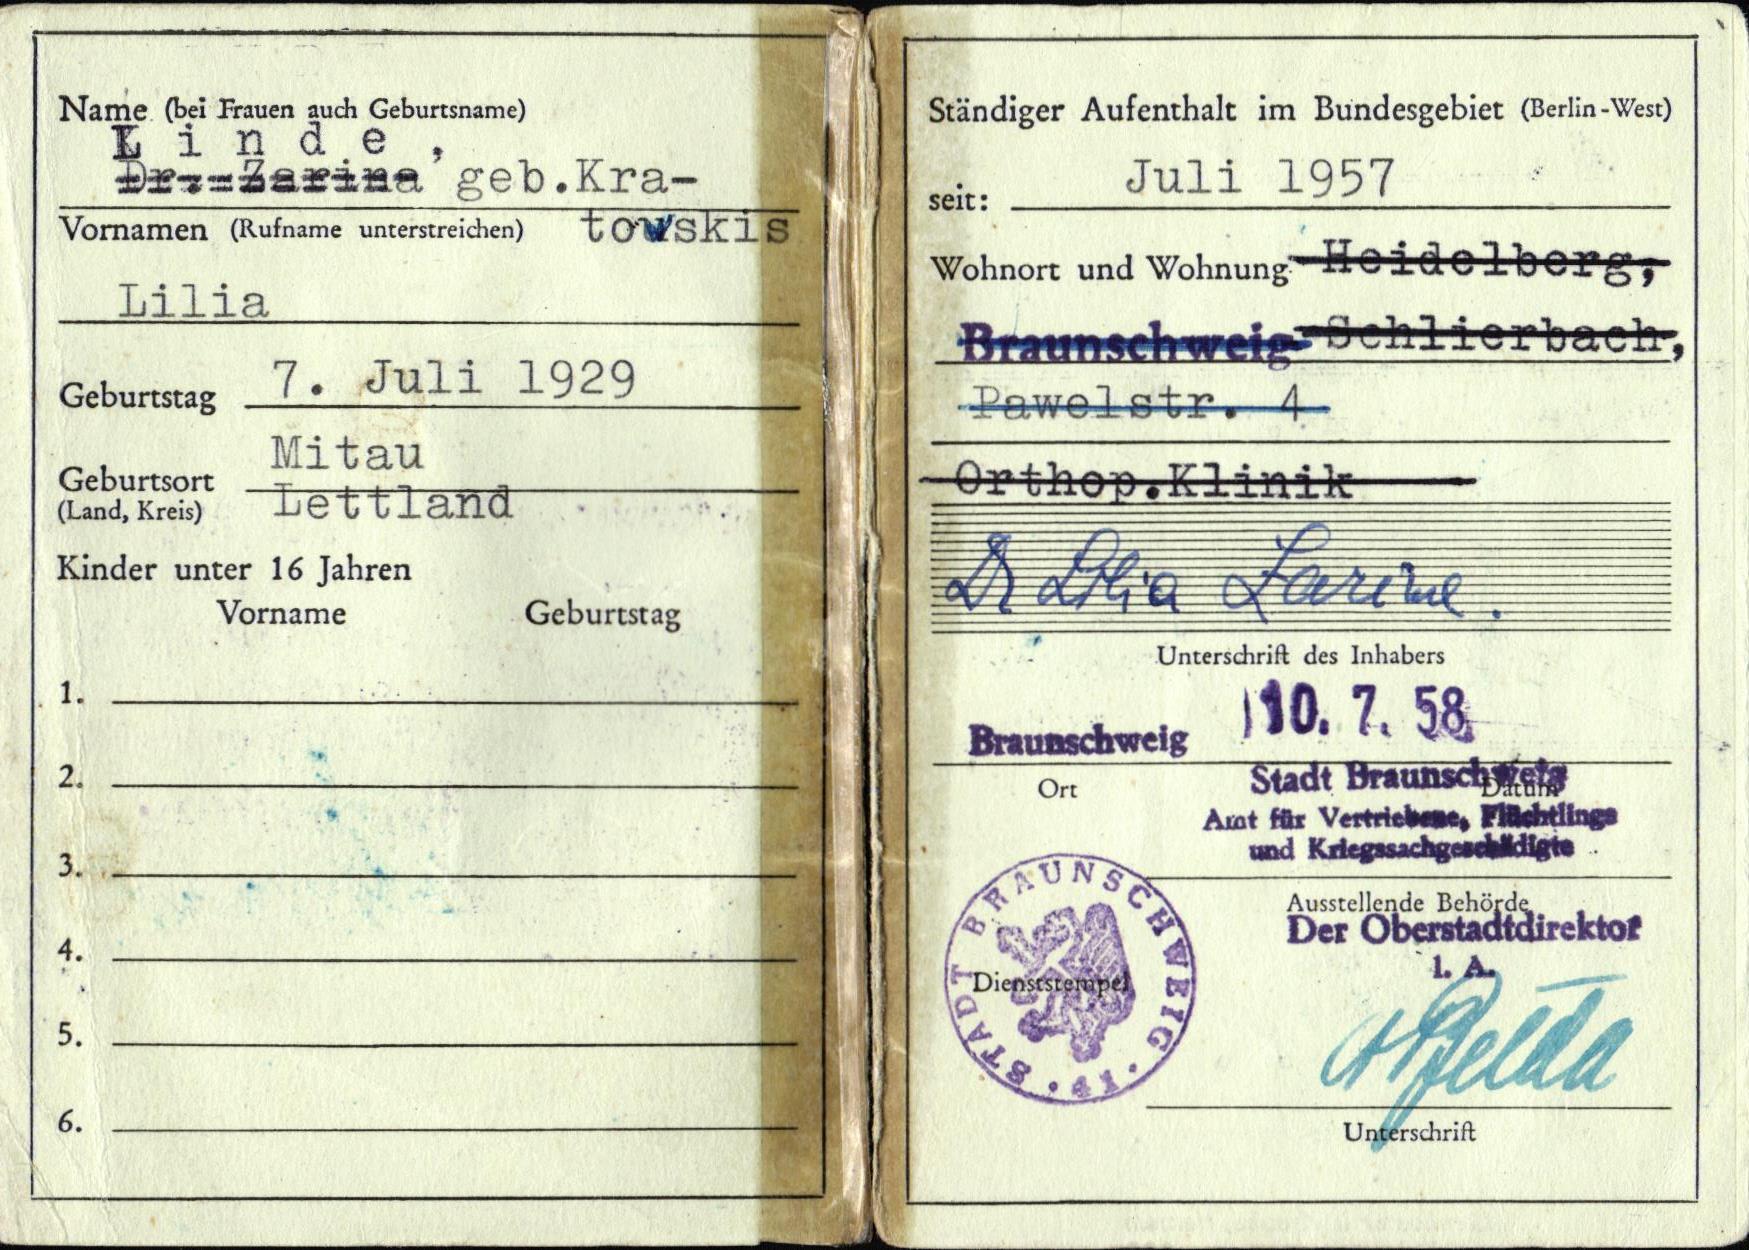 Name (bei Frauen auch Geburtsname)
Linde,
Dr. Zarina geb.Kra-
Vornamen (Rufname unterstreichen) towskis
Lilia
Geburtstag 7. Juli 1929
Mitau
Geburtsort
(Land, Kreis) Lettland
Kinder unter 16 Jahren
Vorname Geburtstag
1.
2.
3.
4.
5.
6.
Ständiger Aufenthalt im Bundesgebiet (Berlin-West)
seit: Juli 1957
Wohnort und Wohnung Heidelberg,
Braunschweig Schlierbach,
Pawelstr. 4
Orthop.Klinik
Dr Lilia Zarine.
Unterschrift des Inhabers
Braunschweig 10. 7. 58
Ort Datum
Stadt Braunschweig
Amt für Vertriebene, Flüchtlinge
und Kriegssachgeschädigte
Ausstellende Behörde
Der Oberstadtdirektor
I. A.
STADT BRAUNSCHWEIG
41
Dienststempel
Unterschrift